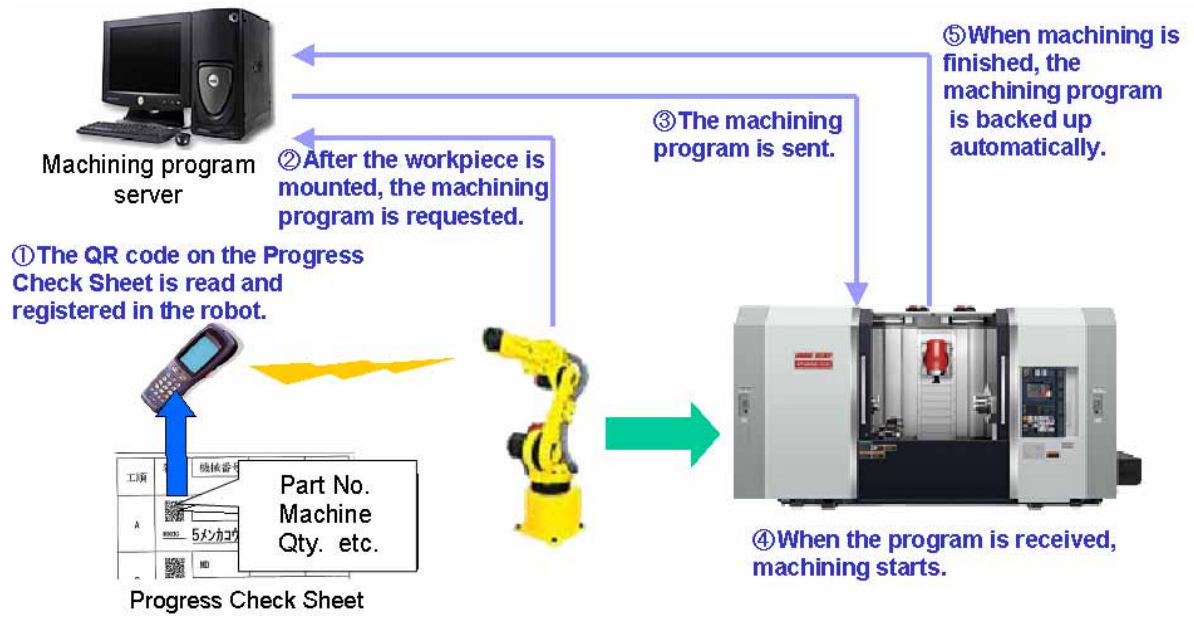 ⑤When machining is
finished, the
machining program
is backed up
automatically.
③The machining
program is sent.
Machining program
server
②After the workpiece is
mounted, the machining
program is requested.
①The QR code on the Progress
Check Sheet is read and
registered in the robot.
工順
機械番号
A
5メンカコウ
Part No.
Machine
Qty. etc.
ND
④When the program is received,
machining starts.
Progress Check Sheet